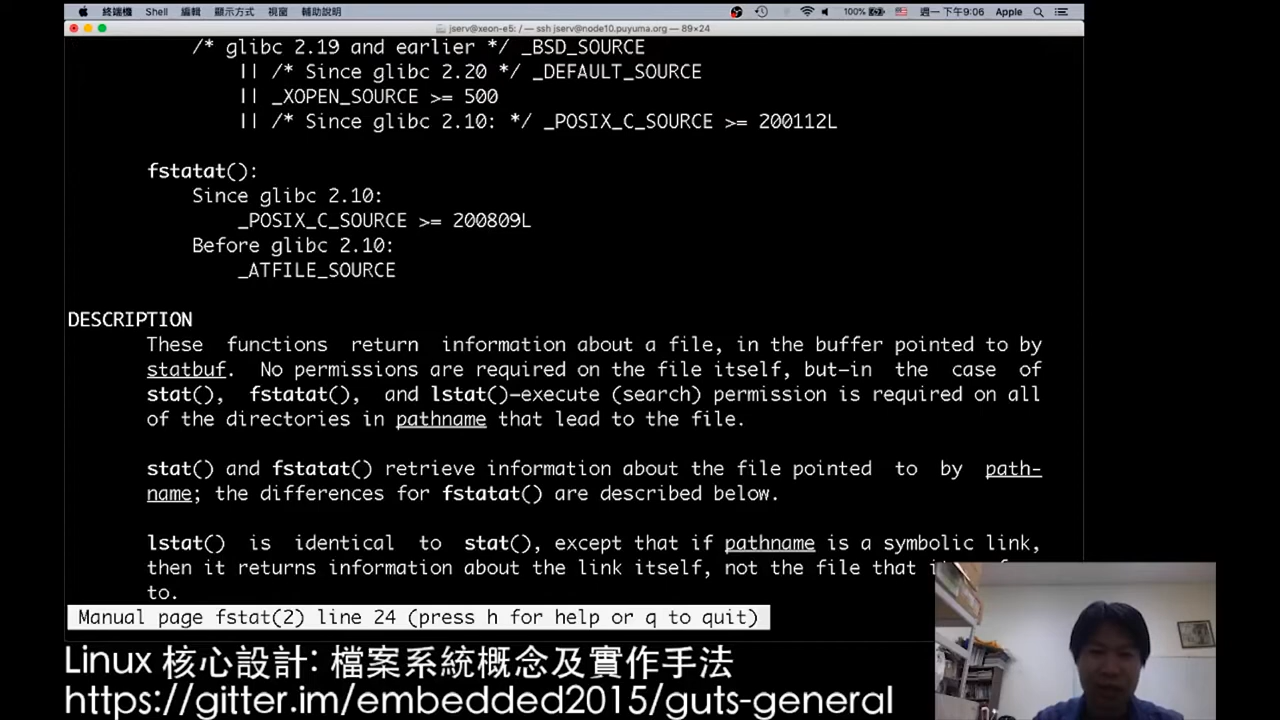 終端機 Shell 編輯 顯示方式 視窗 輔助說明 100% 週一 下午9:06 Apple
jserv@xeon-e5: / — ssh jserv@node10.puyuma.org — 89×24
/* glibc 2.19 and earlier */ _BSD_SOURCE
|| /* Since glibc 2.20 */ _DEFAULT_SOURCE
|| _XOPEN_SOURCE >= 500
|| /* Since glibc 2.10: */ _POSIX_C_SOURCE >= 200112L
fstatat():
Since glibc 2.10:
_POSIX_C_SOURCE >= 200809L
Before glibc 2.10:
_ATFILE_SOURCE
DESCRIPTION
These functions return information about a file, in the buffer pointed to by
statbuf. No permissions are required on the file itself, but—in the case of
stat(), fstatat(), and lstat()—execute (search) permission is required on all
of the directories in pathname that lead to the file.
stat() and fstatat() retrieve information about the file pointed to by path-
name; the differences for fstatat() are described below.
lstat() is identical to stat(), except that if pathname is a symbolic link,
then it returns information about the link itself, not the file that
to.
Manual page fstat(2) line 24 (press h for help or q to quit)
Linux 核心設計: 檔案系統概念及實作手法
https://gitter.im/embedded2015/guts-general